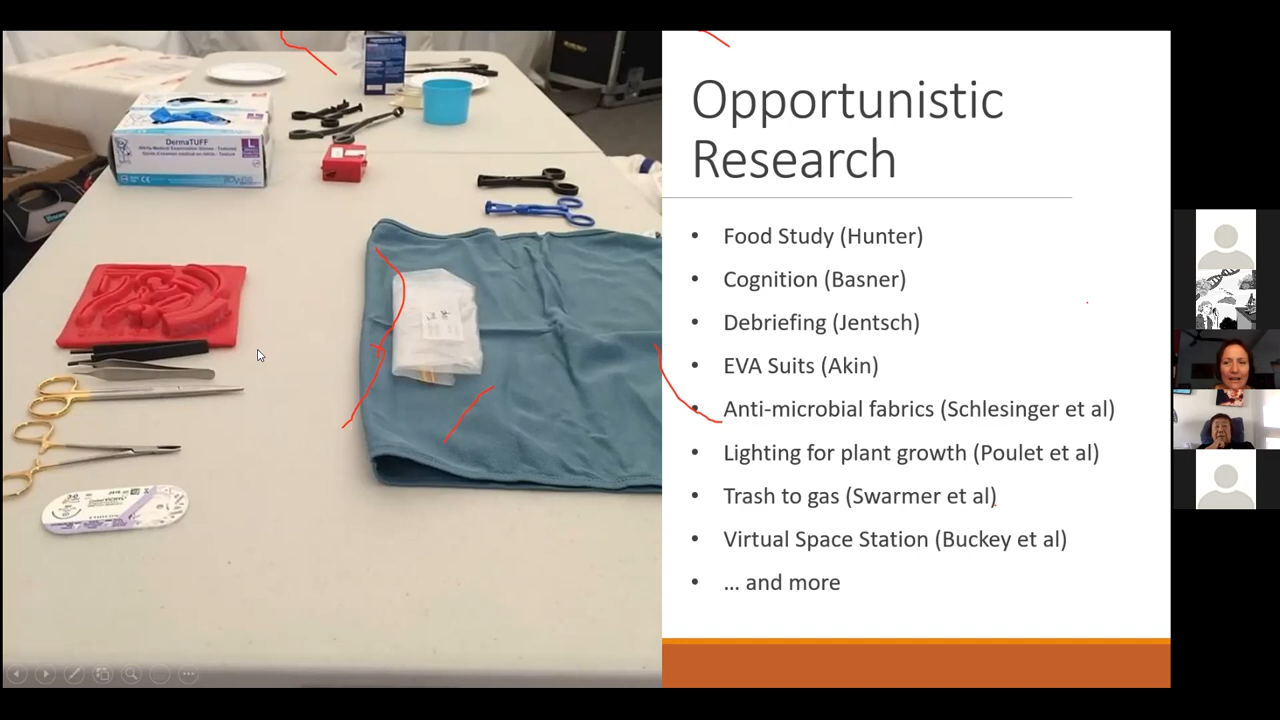 Opportunistic
Research
• Food Study (Hunter)
• Cognition (Basner)
• Debriefing (Jentsch)
• EVA Suits (Akin)
• Anti-microbial fabrics (Schlesinger et al)
• Lighting for plant growth (Poulet et al)
• Trash to gas (Swarmer et al)
• Virtual Space Station (Buckey et al)
• … and more
DermaTUFF
L